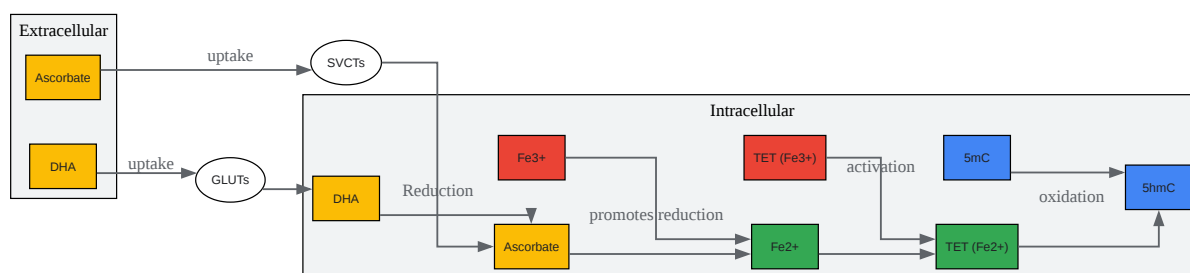 Extracellular
Ascorbate
uptake
SVCTs
DHA
uptake
GLUTs
Intracellular
DHA
Reduction
Fe3+
Ascorbate
promotes reduction
Fe2+
TET (Fe3+)
activation
TET (Fe2+)
5mC
oxidation
5hmC